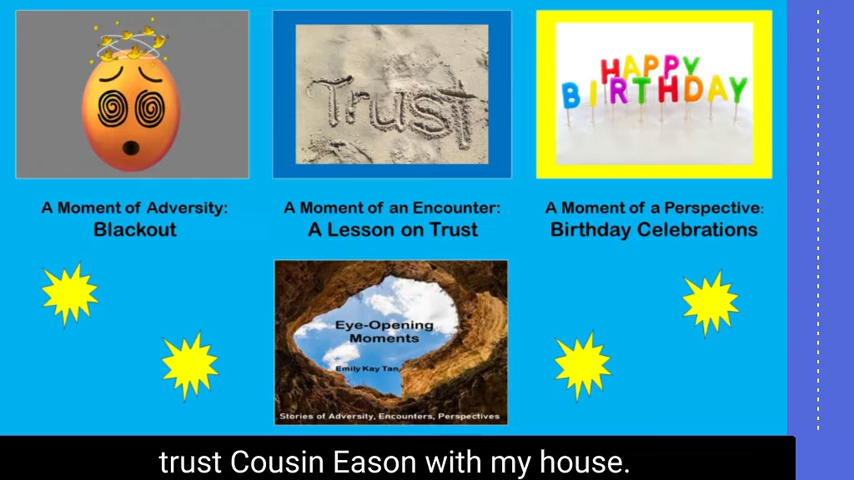 Trust
HAPPY
BIRTHDAY
A Moment of Adversity:
Blackout
A Moment of an Encounter:
A Lesson on Trust
A Moment of a Perspective:
Birthday Celebrations
Eye-Opening
Moments
Emily Kay Tan
Stories of Adversity, Encounters, Perspectives
trust Cousin Eason with my house.